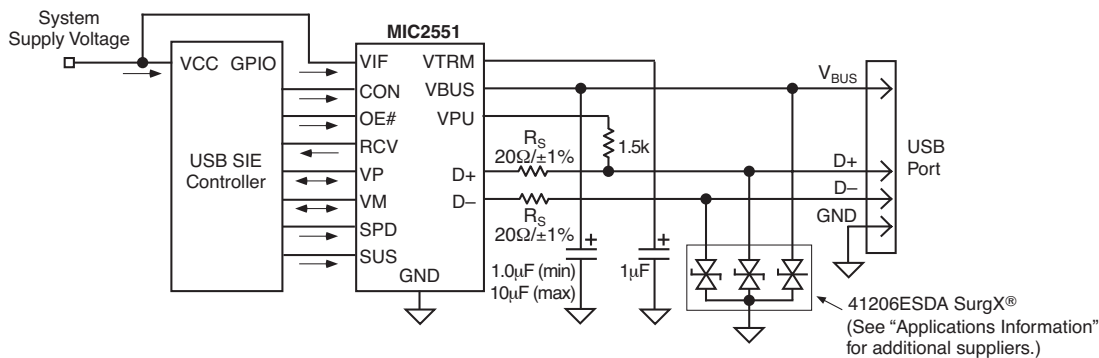 System
Supply Voltage
MIC2551
VCC GPIO
VIF
VTRM
CON
VBUS
OE#
VPU
RCV
USB SIE
Controller
VP
D+
VM
D–
SPD
SUS
GND
RS
20Ω/±1%
1.5k
RS
20Ω/±1%
1.0μF (min)
10μF (max)
1μF
VBUS
D+
D–
GND
USB
Port
41206ESDA SurgX®
(See “Applications Information”
for additional suppliers.)